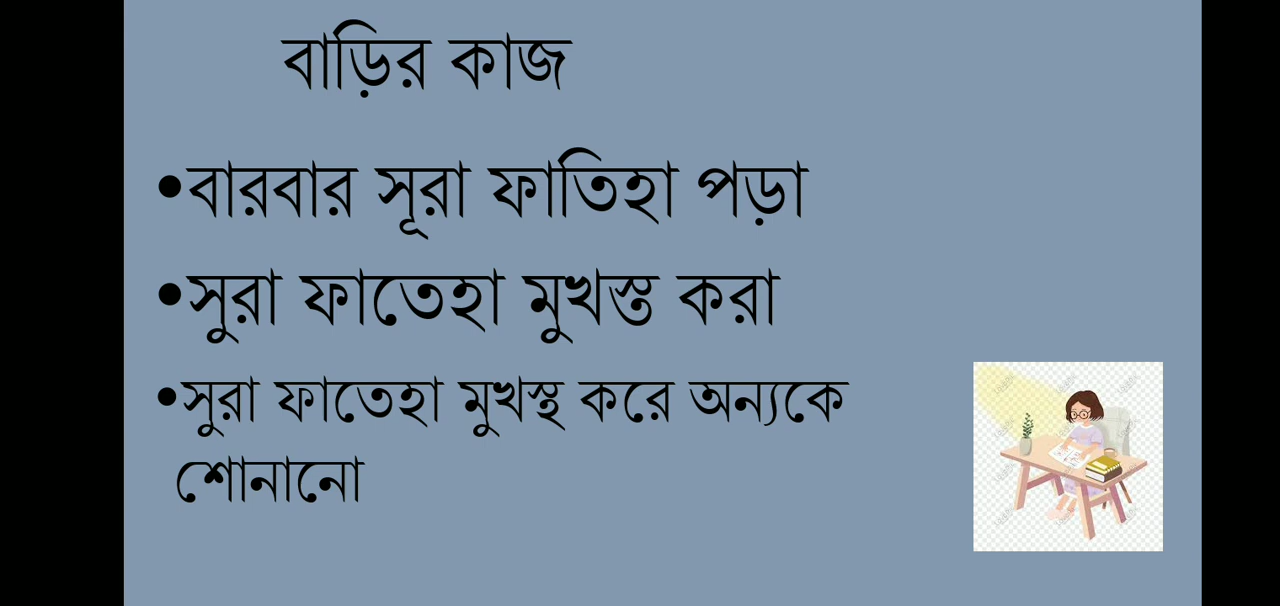 বাড়ির কাজ
•বারবার সূরা ফাতিহা পড়া
•সুরা ফাতেহা মুখস্ত করা
•সুরা ফাতেহা মুখস্থ করে অন্যকে
শোনানো